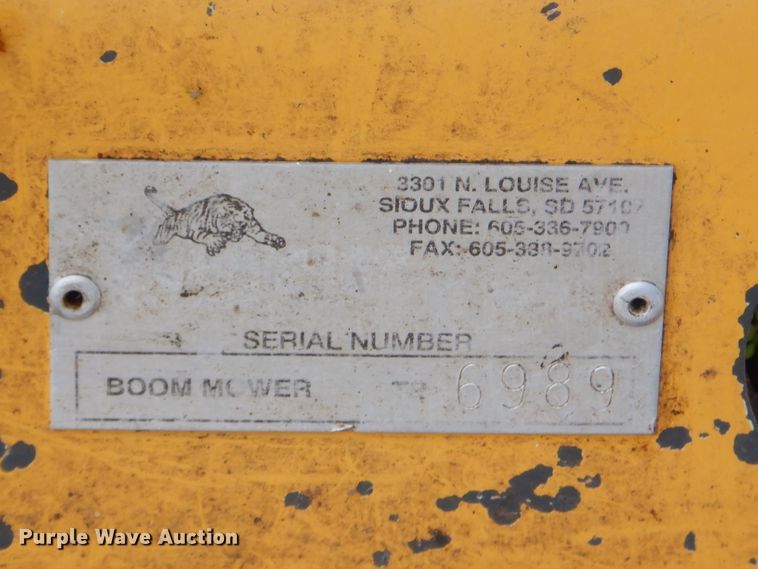 3301 N. LOUISE AVE.
SIOUX FALLS, SD 57107
PHONE: 605-336-7900
FAX: 605-338-9702
SERIAL NUMBER
BOOM MOWER 6989
Purple Wave Auction